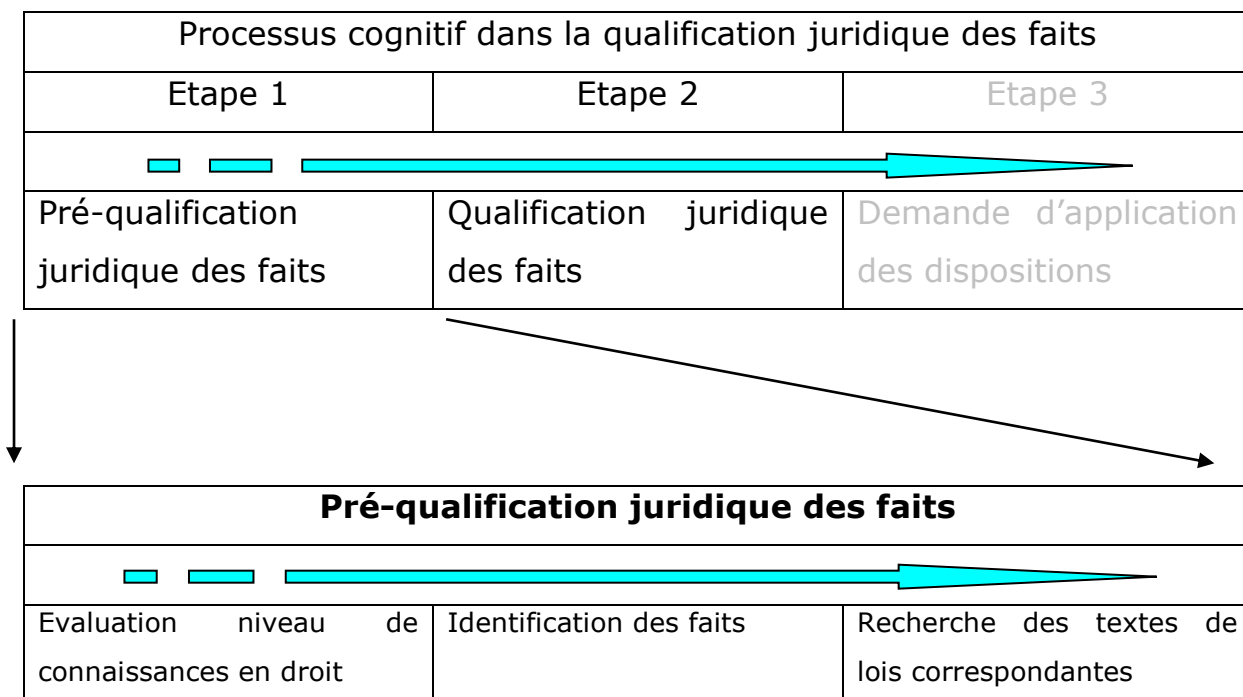 Processus cognitif dans la qualification juridique des faits
Etape 1 Etape 2 Etape 3
Pré-qualification juridique des faits
Qualification juridique des faits
Demande d’application des dispositions
Pré-qualification juridique des faits
Evaluation niveau de connaissances en droit
Identification des faits
Recherche des textes de lois correspondantes